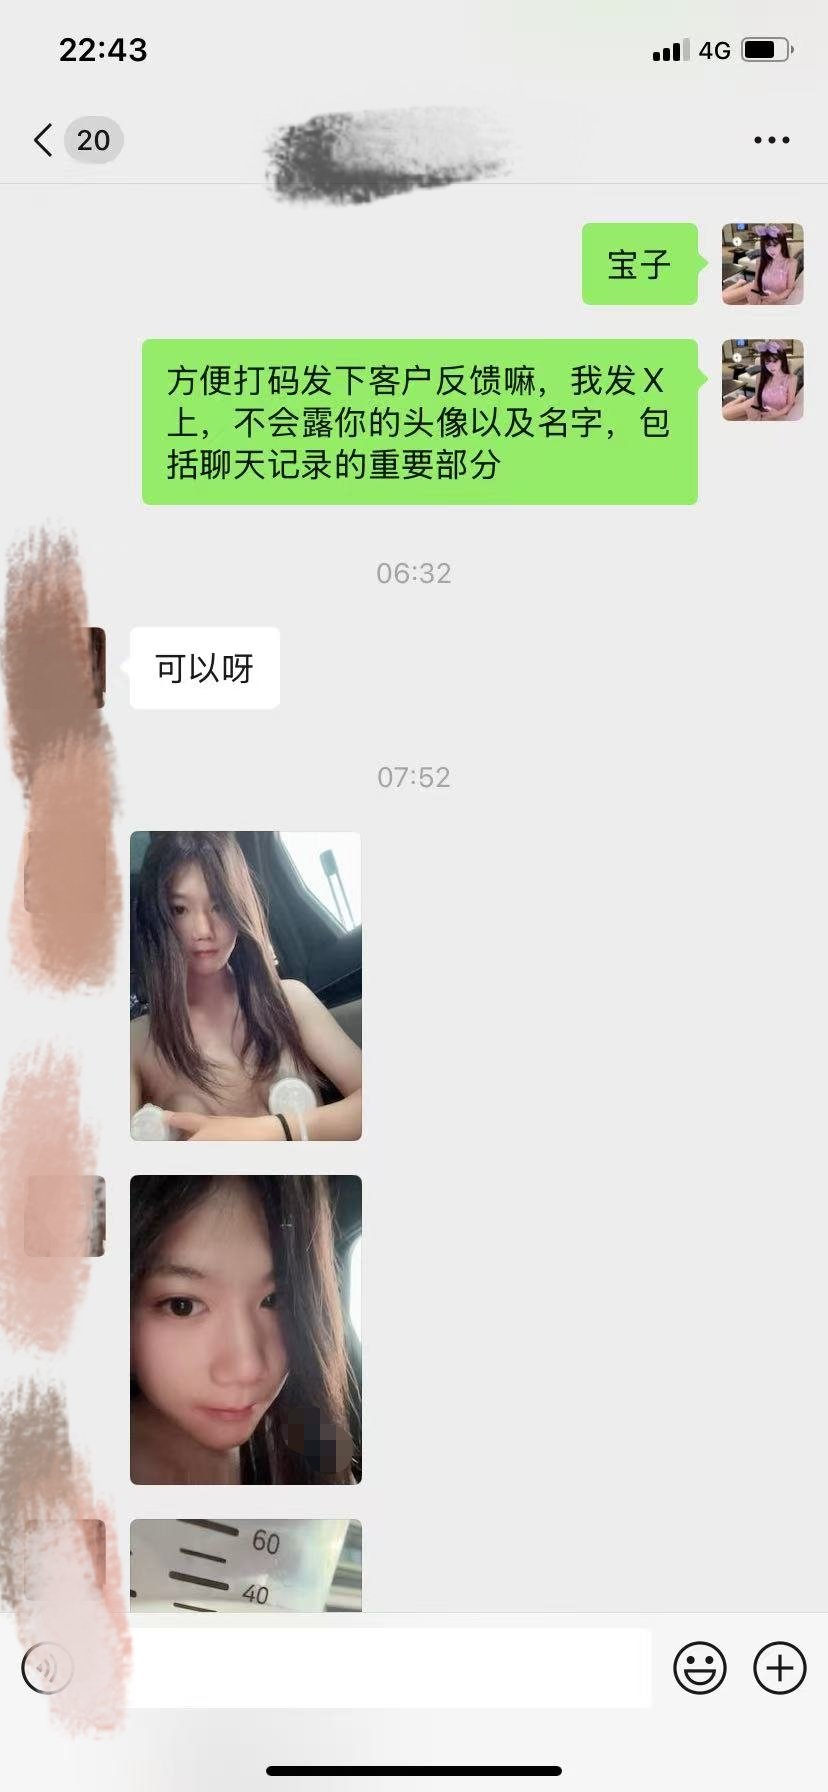 22:43
4G
20
宝子
方便打码发下客户反馈嘛，我发X
上，不会露你的头像以及名字，包
括聊天记录的重要部分
06:32
可以呀
07:52
60
40